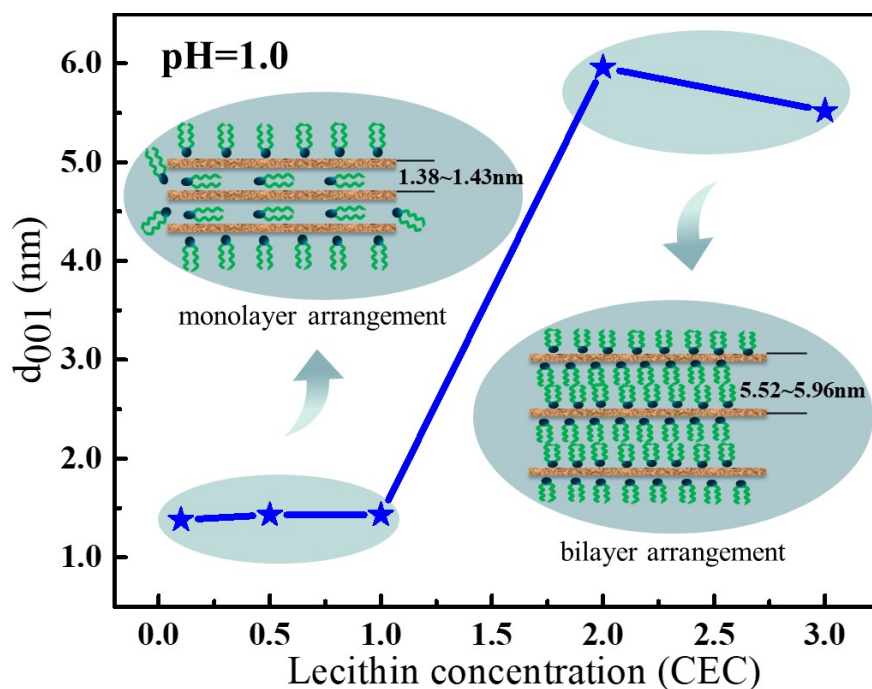 pH=1.0
6.0
5.0
4.0
3.0
2.0
1.0
d001 (nm)
1.38~1.43nm
monolayer arrangement
5.52~5.96nm
bilayer arrangement
0.0 0.5 1.0 1.5 2.0 2.5 3.0
Lecithin concentration (CEC)